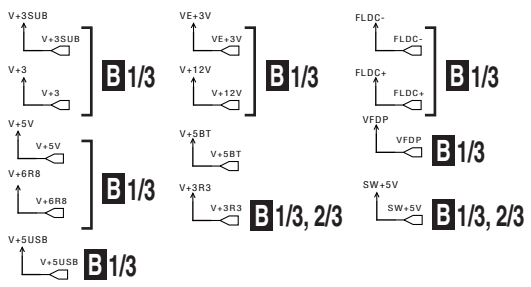 V+3SUB
V+3SUB
V+3
V+3
B 1/3
V+5V
V+5V
V+6R8
V+6R8
B 1/3
V+5USB
V+5USB
B 1/3
VE+3V
VE+3V
V+12V
V+12V
B 1/3
V+5BT
V+5BT
V+3R3
V+3R3
B 1/3, 2/3
FLDC-
FLDC-
FLDC+
FLDC+
B 1/3
VFDP
VFDP
B 1/3
SW+5V
SW+5V
B 1/3, 2/3